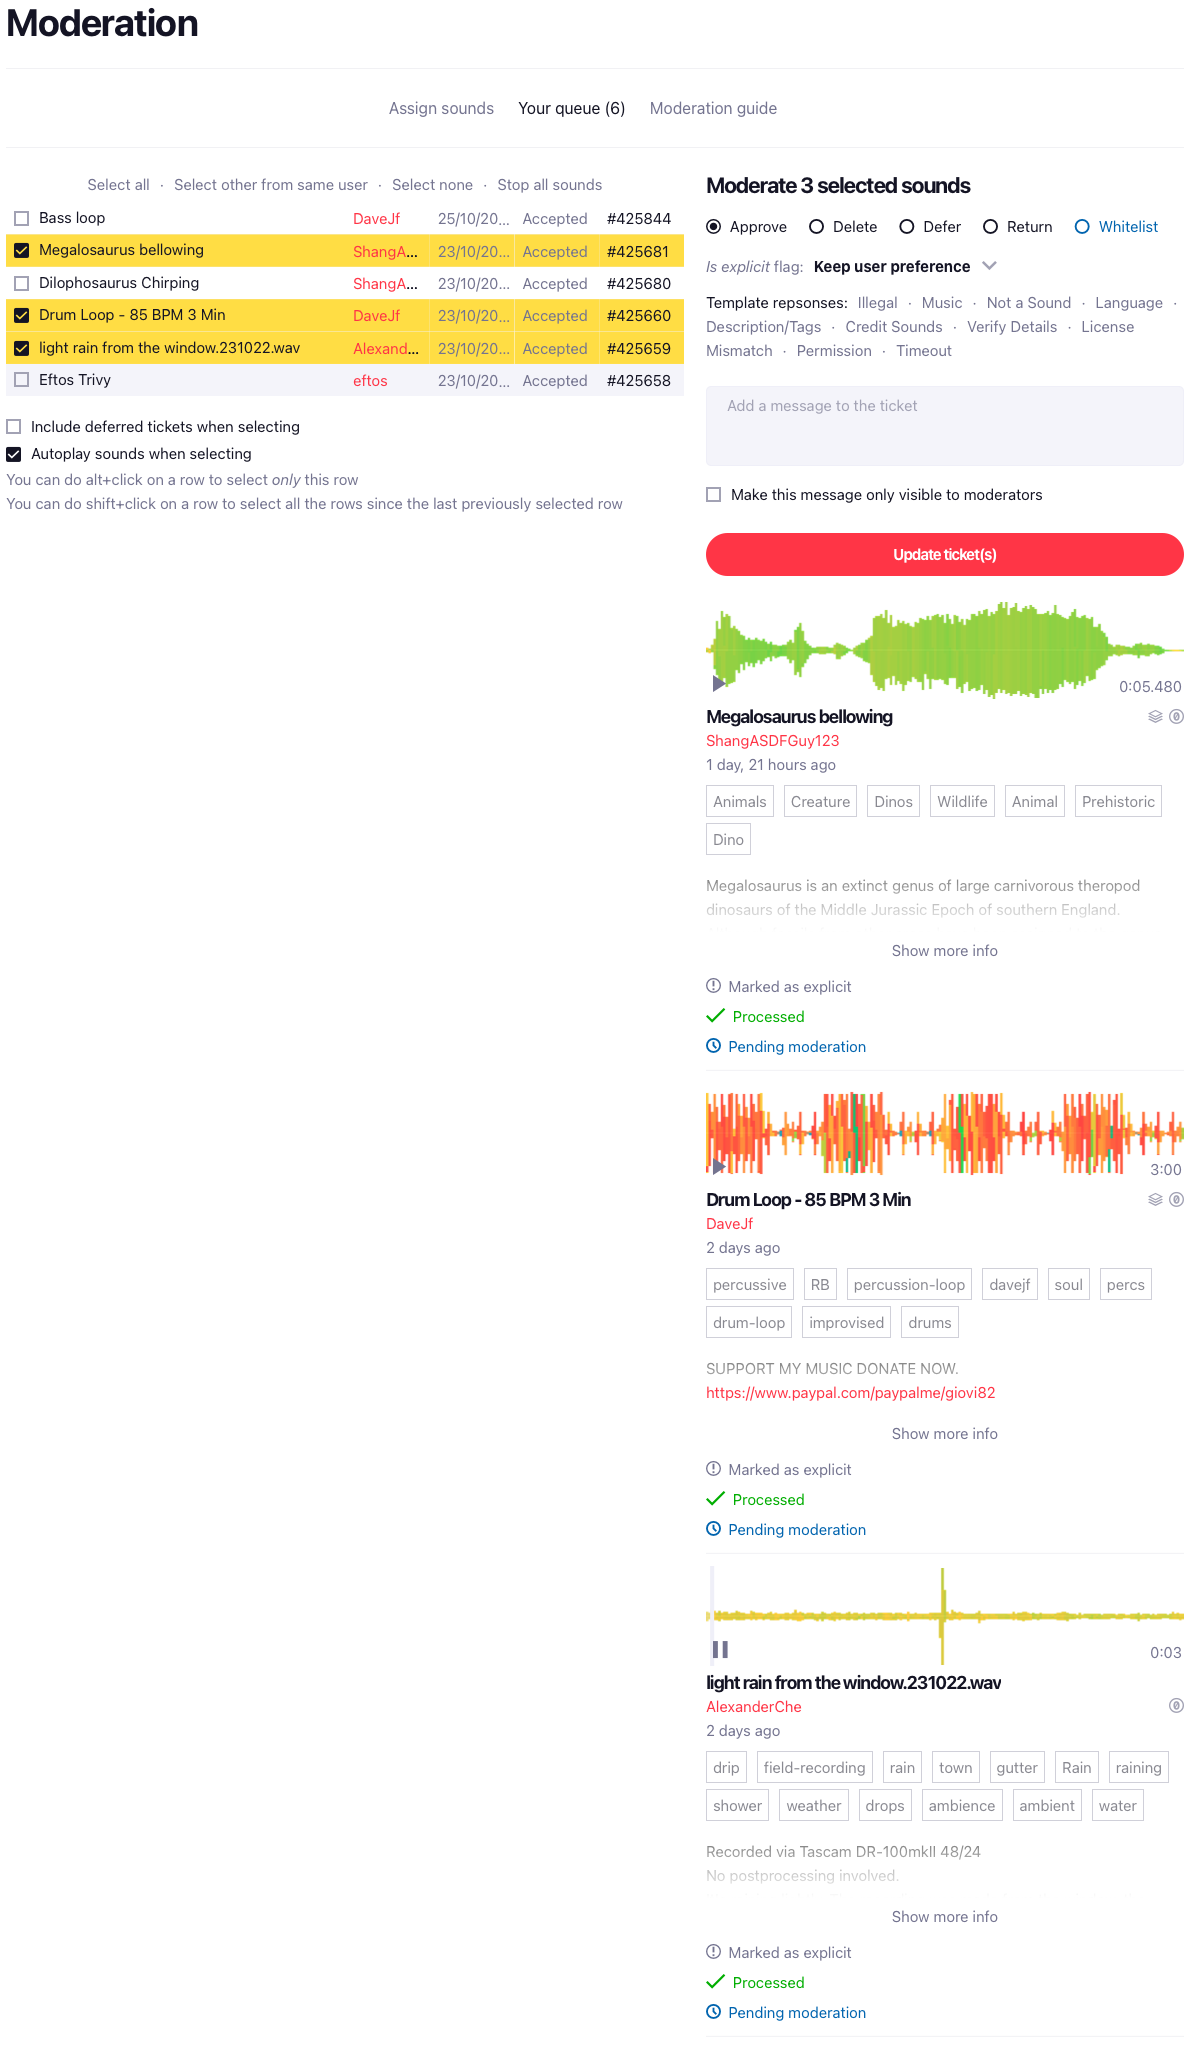 Moderation
Assign sounds Your queue (6) Moderation guide
Select all · Select other from same user · Select none · Stop all sounds
Bass loop DaveJf 25/10/20... Accepted #425844
Megalosaurus bellowing ShangA... 23/10/20... Accepted #425681
Dilophosaurus Chirping ShangA... 23/10/20... Accepted #425680
Drum Loop - 85 BPM 3 Min DaveJf 23/10/20... Accepted #425660
light rain from the window.231022.wav Alexand... 23/10/20... Accepted #425659
Eftos Trivy eftos 23/10/20... Accepted #425658
Include deferred tickets when selecting
Autoplay sounds when selecting
You can do alt+click on a row to select only this row
You can do shift+click on a row to select all the rows since the last previously selected row
Moderate 3 selected sounds
Approve Delete Defer Return Whitelist
Is explicit flag: Keep user preference
Template repsonses: Illegal · Music · Not a Sound · Language ·
Description/Tags · Credit Sounds · Verify Details · License
Mismatch · Permission · Timeout
Add a message to the ticket
Make this message only visible to moderators
Update ticket(s)
0:05.480
Megalosaurus bellowing
ShangASDFGuy123
1 day, 21 hours ago
Animals Creature Dinos Wildlife Animal Prehistoric
Dino
Megalosaurus is an extinct genus of large carnivorous theropod
dinosaurs of the Middle Jurassic Epoch of southern England.
Show more info
Marked as explicit
Processed
Pending moderation
3:00
Drum Loop - 85 BPM 3 Min
DaveJf
2 days ago
percussive RB percussion-loop davejf soul percs
drum-loop improvised drums
SUPPORT MY MUSIC DONATE NOW.
https://www.paypal.com/paypalme/giovi82
Show more info
Marked as explicit
Processed
Pending moderation
0:03
light rain from the window.231022.wav
AlexanderChe
2 days ago
drip field-recording rain town gutter Rain raining
shower weather drops ambience ambient water
Recorded via Tascam DR-100mkII 48/24
No postprocessing involved.
Show more info
Marked as explicit
Processed
Pending moderation